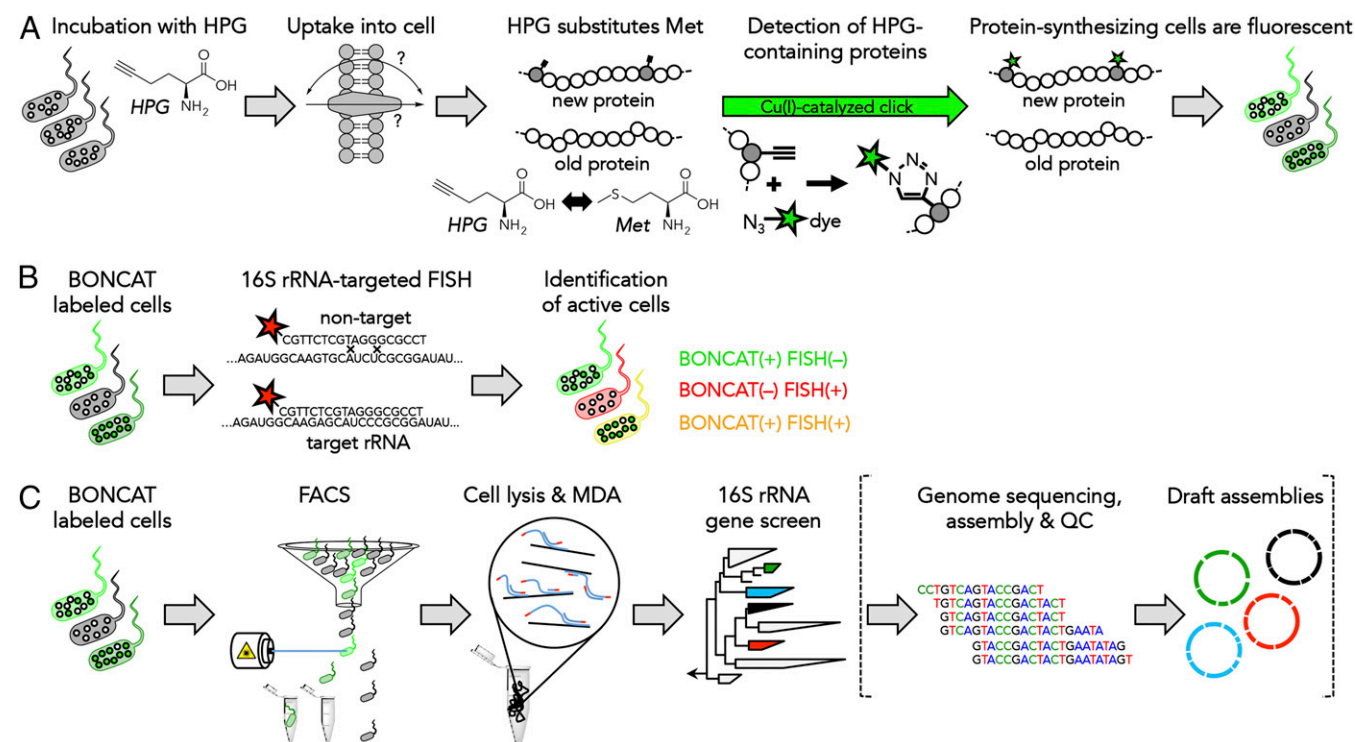 A
Incubation with HPG
Uptake into cell
HPG substitutes Met
Detection of HPG-
containing proteins
Protein-synthesizing cells are fluorescent
O
OH
NH₂
HPG
?
?
new protein
old protein
O
OH
NH₂
HPG
S
O
OH
NH₂
Met
Cu(I)-catalyzed click
+
N₃
dye
N
N
N
new protein
old protein
B
BONCAT
labeled cells
16S rRNA-targeted FISH
non-target
CGTTCTCGTAGGGCGCCT
...AGAUGGCAAGTGCAUCUCGCGGAUAU...
CGTTCTCGTAGGGCGCCT
...AGAUGGCAAGAGCAUCCCGCGGAUAU...
target rRNA
Identification
of active cells
BONCAT(+) FISH(–)
BONCAT(–) FISH(+)
BONCAT(+) FISH(+)
C
BONCAT
labeled cells
FACS
Cell lysis & MDA
16S rRNA
gene screen
Genome sequencing,
assembly & QC
Draft assemblies
CCTGTCAGTACCGACT
TGTCAGTACCGACTACT
GTCAGTACCGACTACT
GTCAGTACCGACTACTGAATA
GTACCGACTACTGAATATAG
GTACCGACTACTGAATATAGT